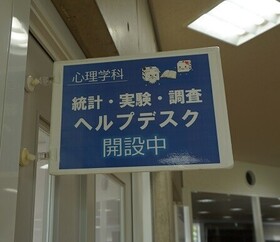 心理学科
統計・実験・調査
ヘルプデスク
開設中